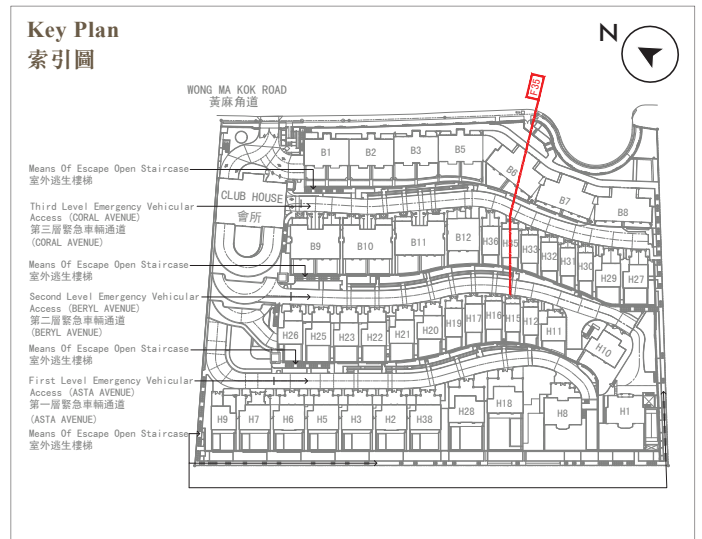 Key Plan
索引圖
N
F35
WONG MA KOK ROAD
黃麻角道
B1
B2
B3
B5
B6
B7
B8
Means Of Escape Open Staircase
室外逃生樓梯
CLUB HOUSE
會所
Third Level Emergency Vehicular
Access (CORAL AVENUE)
第三層緊急車輛通道
(CORAL AVENUE)
B9
B10
B11
B12
H36
H35
H33
H32
H31
H30
H29
H27
Means Of Escape Open Staircase
室外逃生樓梯
Second Level Emergency Vehicular
Access (BERYL AVENUE)
第二層緊急車輛通道
(BERYL AVENUE)
H26
H25
H23
H22
H21
H20
H19
H17
H16
H15
H12
H11
H10
Means Of Escape Open Staircase
室外逃生樓梯
First Level Emergency Vehicular
Access (ASTA AVENUE)
第一層緊急車輛通道
(ASTA AVENUE)
H9
H7
H6
H5
H3
H2
H38
H28
H18
H8
H1
Means Of Escape Open Staircase
室外逃生樓梯